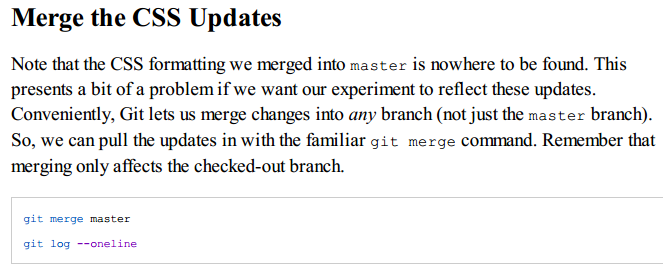 Merge the CSS Updates
Note that the CSS formatting we merged into master is nowhere to be found. This
presents a bit of a problem if we want our experiment to reflect these updates.
Conveniently, Git lets us merge changes into any branch (not just the master branch).
So, we can pull the updates in with the familiar git merge command. Remember that
merging only affects the checked-out branch.
git merge master
git log --oneline